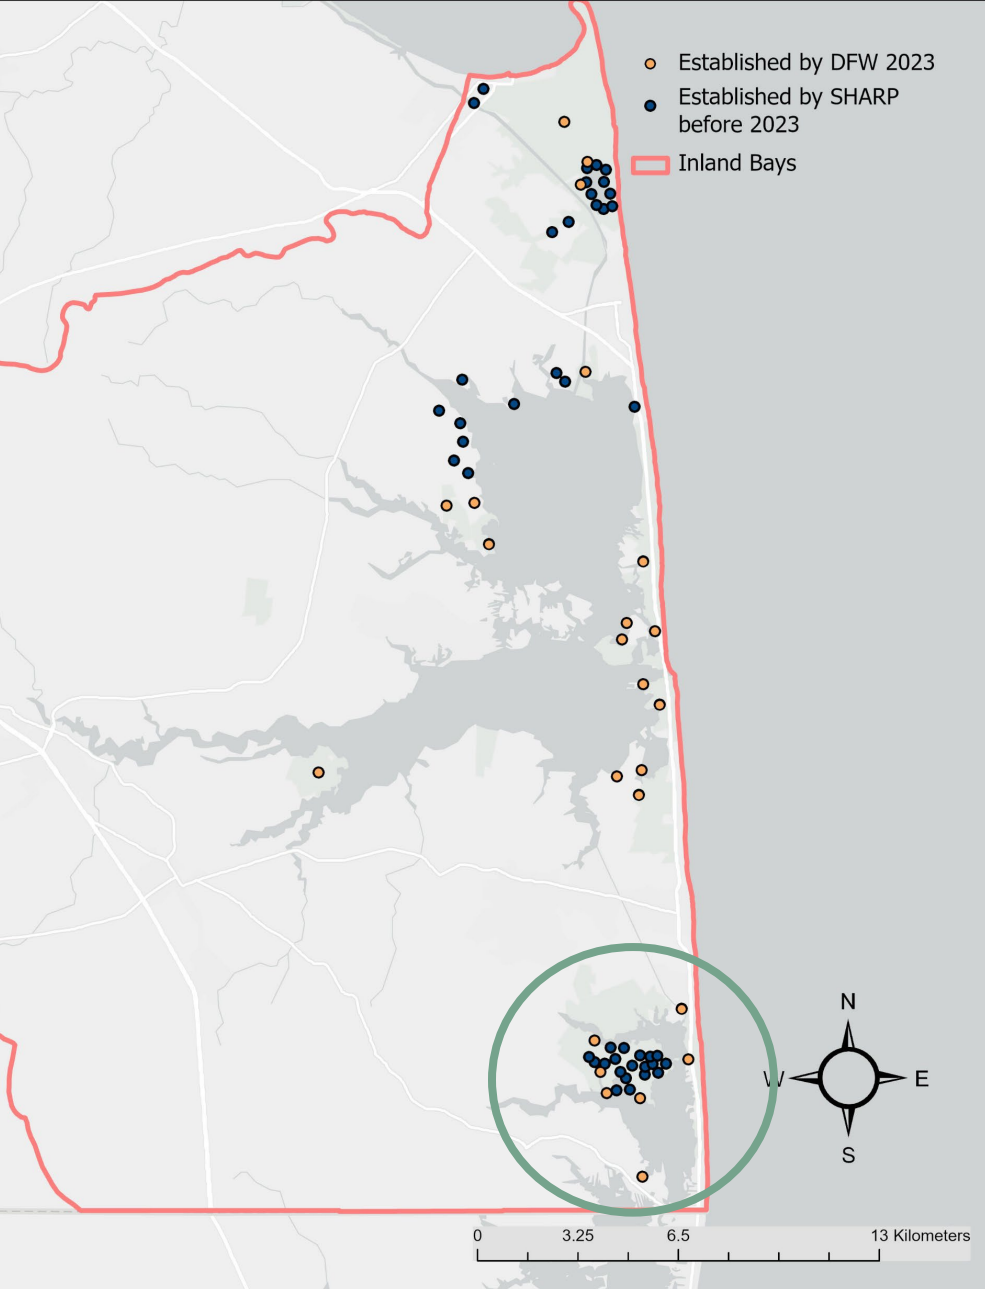 Established by DFW 2023
Established by SHARP
before 2023
Inland Bays
N
W E
S
0 3.25 6.5 13 Kilometers